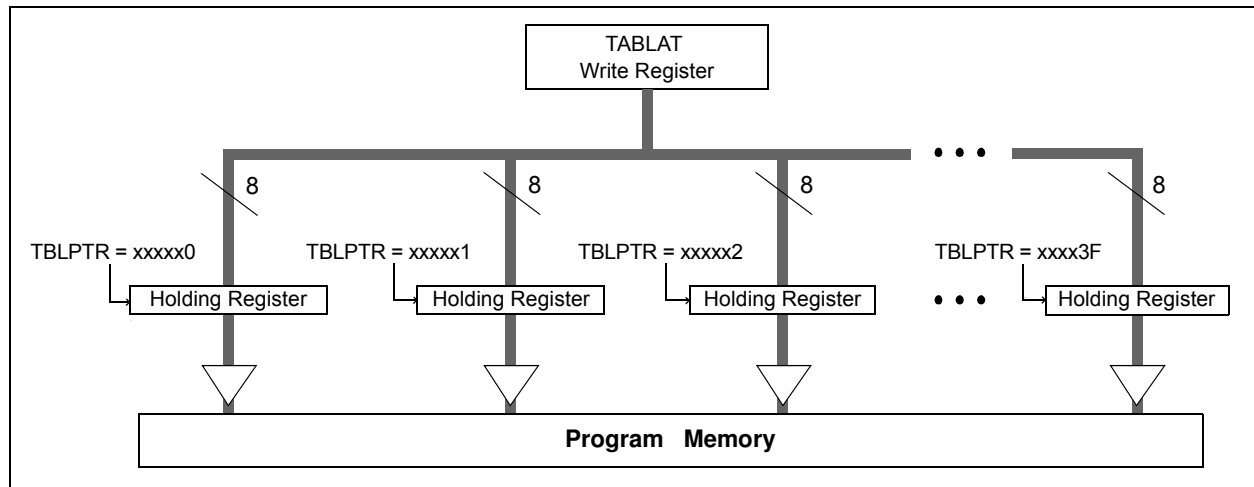 TABLAT
Write Register
8
8
8
8
TBLPTR = xxxxx0
TBLPTR = xxxxx1
TBLPTR = xxxxx2
TBLPTR = xxxx3F
Holding Register
Holding Register
Holding Register
Holding Register
Program Memory